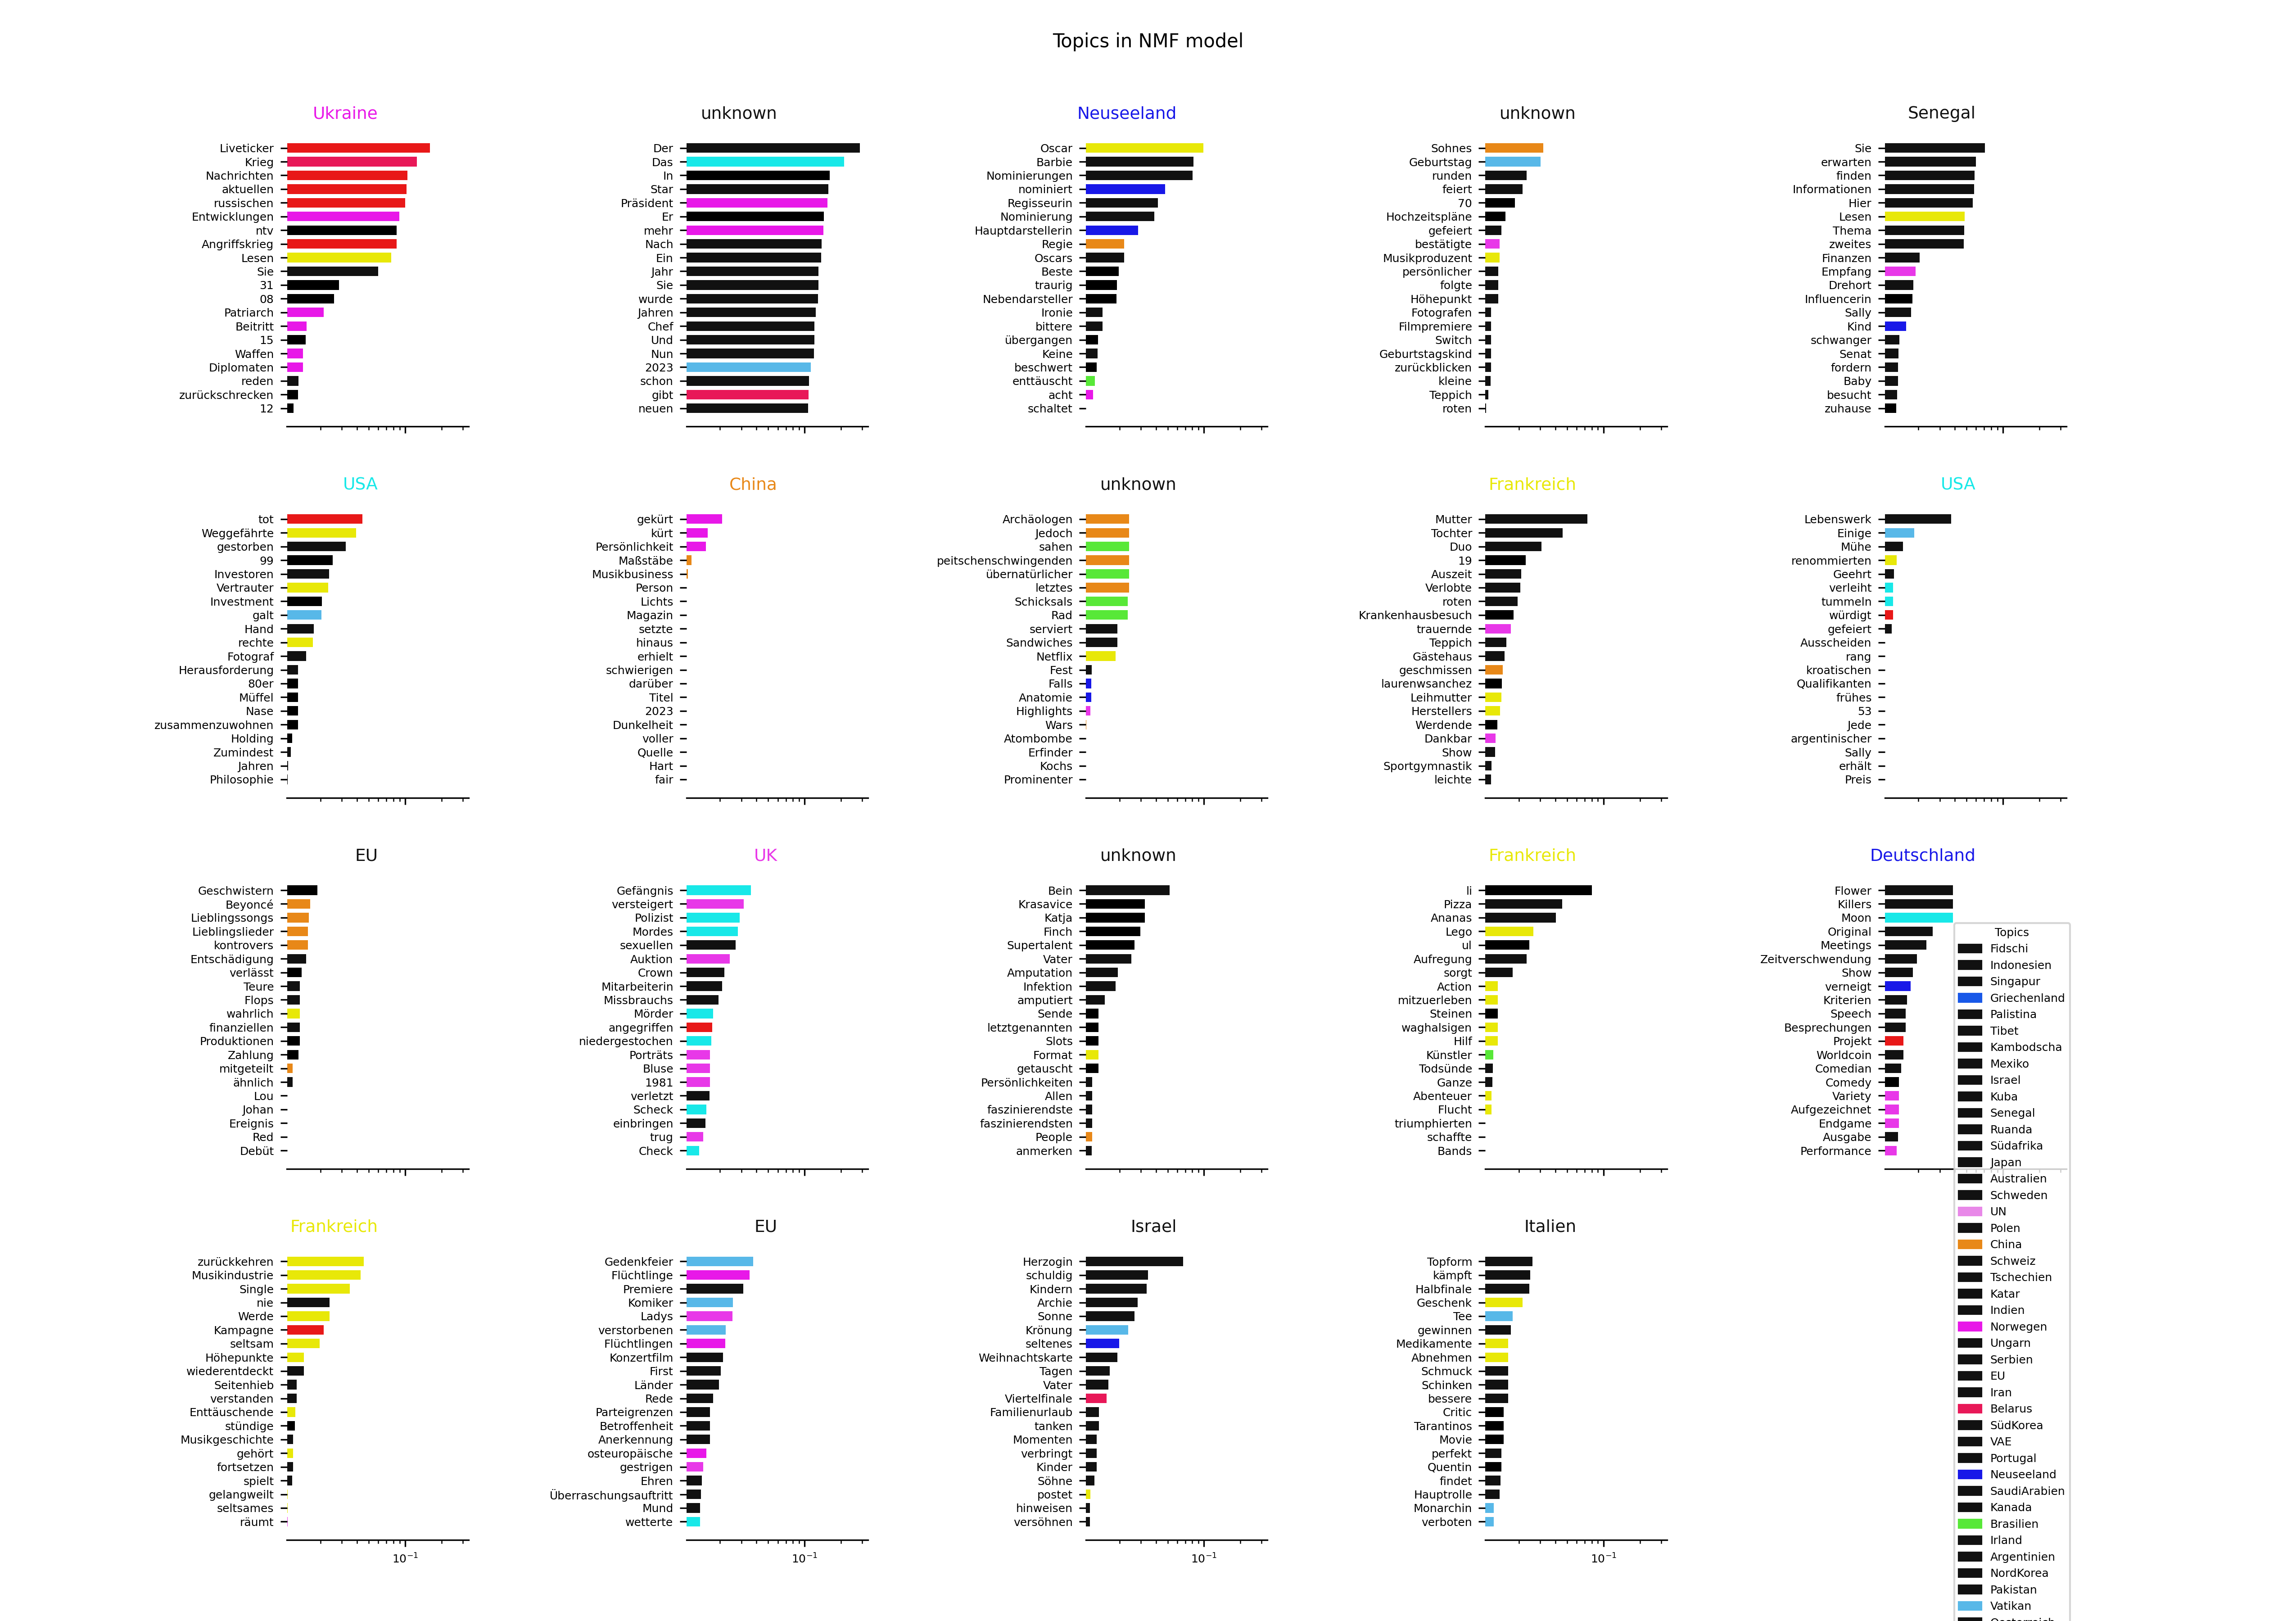 Topics in NMF model
Ukraine
Liveticker
Krieg
Nachrichten
aktuellen
russischen
Entwicklungen
ntv
Angriffskrieg
Lesen
Sie
31
08
Patriarch
Beitritt
15
Waffen
Diplomaten
reden
zurückschrecken
12
unknown
Der
Das
In
Star
Präsident
Er
mehr
Nach
Ein
Jahr
Sie
wurde
Jahren
Chef
Und
Nun
2023
schon
gibt
neuen
Neuseeland
Oscar
Barbie
Nominierungen
nominiert
Regisseurin
Nominierung
Hauptdarstellerin
Regie
Oscars
Beste
traurig
Nebendarsteller
Ironie
bittere
übergangen
Keine
beschwert
enttäuscht
acht
schaltet
unknown
Sohnes
Geburtstag
runden
feiert
70
Hochzeitspläne
gefeiert
bestätigte
Musikproduzent
persönlicher
folgte
Höhepunkt
Fotografen
Filmpremiere
Switch
Geburtstagskind
zurückblicken
kleine
Teppich
roten
Senegal
Sie
erwarten
finden
Informationen
Hier
Lesen
Thema
zweites
Finanzen
Empfang
Drehort
Influencerin
Sally
Kind
schwanger
Senat
fordern
Baby
besucht
zuhause
USA
tot
Weggefährte
gestorben
99
Investoren
Vertrauter
Investment
galt
Hand
rechte
Fotograf
Herausforderung
80er
Müffel
Nase
zusammenzuwohnen
Holding
Zumindest
Jahren
Philosophie
China
gekürt
kürt
Persönlichkeit
Maßstäbe
Musikbusiness
Person
Lichts
Magazin
setzte
hinaus
erhielt
schwierigen
darüber
Titel
2023
Dunkelheit
voller
Quelle
Hart
fair
unknown
Archäologen
Jedoch
sahen
peitschenschwingenden
übernatürlicher
letztes
Schicksals
Rad
serviert
Sandwiches
Netflix
Fest
Falls
Anatomie
Highlights
Wars
Atombombe
Erfinder
Kochs
Prominenter
Frankreich
Mutter
Tochter
Duo
19
Auszeit
Verlobte
roten
Krankenhausbesuch
trauernde
Teppich
Gästehaus
geschmissen
laurenwsanchez
Leihmutter
Herstellers
Werdende
Dankbar
Show
Sportgymnastik
leichte
USA
Lebenswerk
Einige
Mühe
renommierten
Geehrt
verleiht
tummeln
würdigt
gefeiert
Ausscheiden
rang
kroatischen
Qualifikanten
frühes
53
Jede
argentinischer
Sally
erhält
Preis
EU
Geschwistern
Beyoncé
Lieblingssongs
Lieblingslieder
kontrovers
Entschädigung
verlässt
Teure
Flops
wahrlich
finanziellen
Produktionen
Zahlung
mitgeteilt
ähnlich
Lou
Johan
Ereignis
Red
Debüt
UK
Gefängnis
versteigert
Polizist
Mordes
sexuellen
Auktion
Crown
Mitarbeiterin
Missbrauchs
Mörder
angegriffen
niedergestochen
Porträts
Bluse
1981
verletzt
Scheck
einbringen
trug
Check
unknown
Bein
Krasavice
Katja
Finch
Supertalent
Vater
Amputation
Infektion
amputiert
Sende
letztgenannten
Slots
Format
getauscht
Persönlichkeiten
Allen
faszinierendste
faszinierendsten
People
anmerken
Frankreich
li
Pizza
Ananas
Lego
ul
Aufregung
sorgt
Action
mitzuerleben
Steinen
waghalsigen
Hilf
Künstler
Todsünde
Ganze
Abenteuer
Flucht
triumphierten
schaffte
Bands
Deutschland
Flower
Killers
Moon
Original
Meetings
Zeitverschwendung
Show
verneigt
Kriterien
Speech
Besprechungen
Projekt
Worldcoin
Comedian
Comedy
Variety
Aufgezeichnet
Endgame
Ausgabe
Performance
Frankreich
zurückkehren
Musikindustrie
Single
nie
Werde
Kampagne
seltsam
Höhepunkte
wiederentdeckt
Seitenhieb
verstanden
Enttäuschende
stündige
Musikgeschichte
gehört
fortsetzen
spielt
gelangweilt
seltsames
räumt
10⁻¹
EU
Gedenkfeier
Flüchtlinge
Premiere
Komiker
Ladys
verstorbenen
Flüchtlingen
Konzertfilm
First
Länder
Rede
Parteigrenzen
Betroffenheit
Anerkennung
osteuropäische
gestrigen
Ehren
Überraschungsauftritt
Mund
wetterte
10⁻¹
Israel
Herzogin
schuldig
Kindern
Archie
Sonne
Krönung
seltenes
Weihnachtskarte
Tagen
Vater
Viertelfinale
Familienurlaub
tanken
Momenten
verbringt
Kinder
Söhne
postet
hinweisen
versöhnen
10⁻¹
Italien
Topform
kämpft
Halbfinale
Geschenk
Tee
gewinnen
Medikamente
Abnehmen
Schmuck
Schinken
bessere
Critic
Tarantinos
Movie
perfekt
Quentin
findet
Hauptrolle
Monarchin
verboten
10⁻¹
Topics
Fidschi
Indonesien
Singapur
Griechenland
Palistina
Tibet
Kambodscha
Mexiko
Israel
Kuba
Senegal
Ruanda
Südafrika
Japan
Australien
Schweden
UN
Polen
China
Schweiz
Tschechien
Katar
Indien
Norwegen
Ungarn
Serbien
EU
Iran
Belarus
SüdKorea
VAE
Portugal
Neuseeland
SaudiArabien
Kanada
Brasilien
Irland
Argentinien
NordKorea
Pakistan
Vatikan